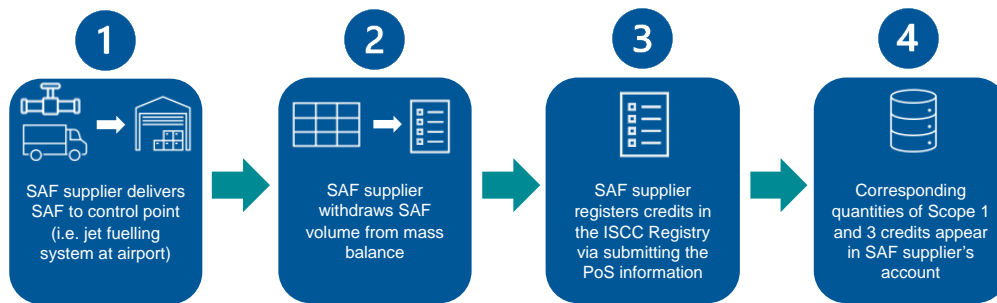 1
SAF supplier delivers
SAF to control point
(i.e. jet fuelling
system at airport)
2
SAF supplier
withdraws SAF
volume from mass
balance
3
SAF supplier
registers credits in
the ISCC Registry
via submitting the
PoS information
4
Corresponding
quantities of Scope 1
and 3 credits appear
in SAF supplier’s
account